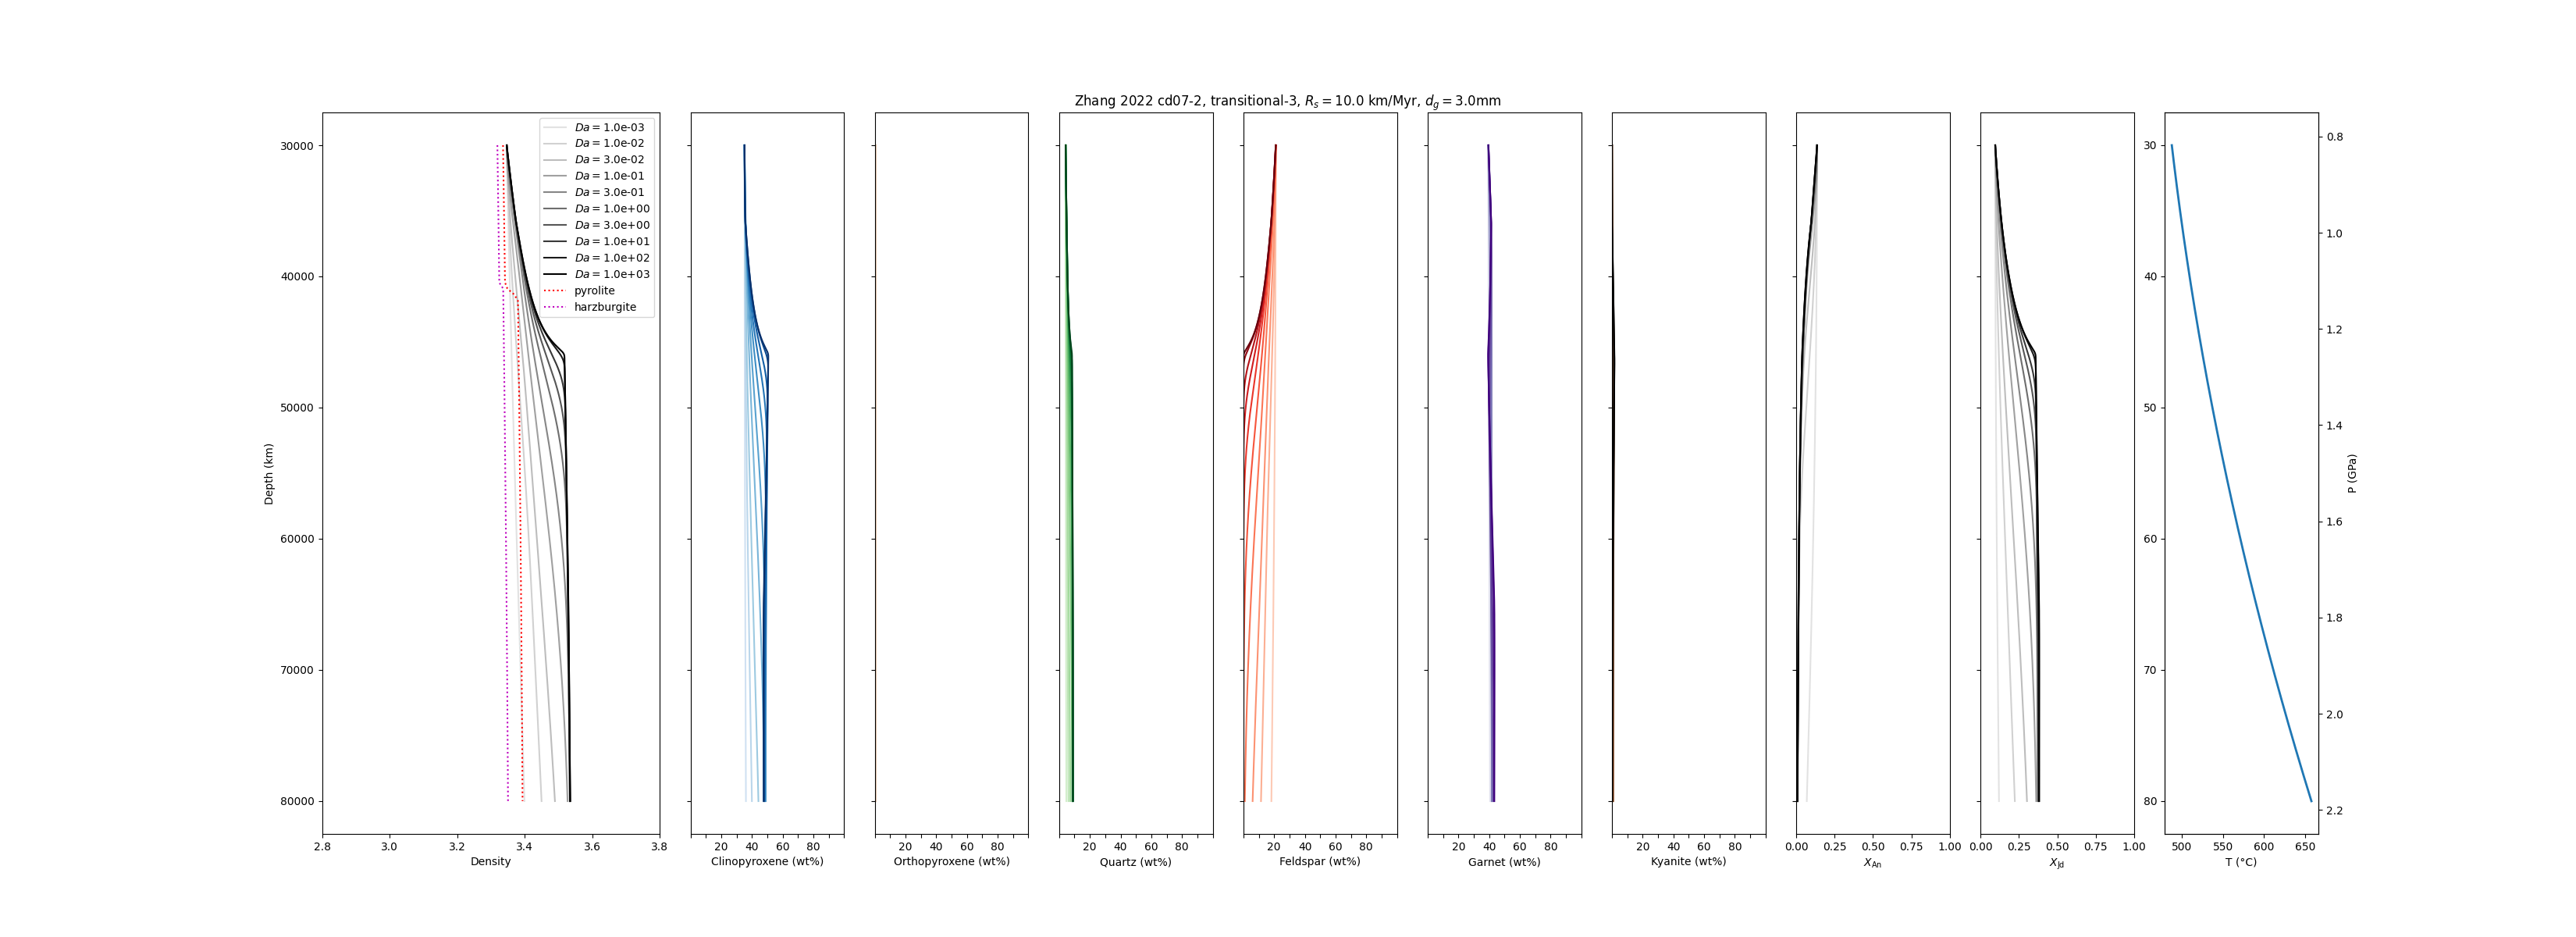 Zhang 2022 cd07-2, transitional-3, R_s = 10.0 km/Myr, d_g = 3.0mm
Da = 1.0e-03
Da = 1.0e-02
Da = 3.0e-02
Da = 1.0e-01
Da = 3.0e-01
Da = 1.0e+00
Da = 3.0e+00
Da = 1.0e+01
Da = 1.0e+02
Da = 1.0e+03
pyrolite
harzburgite
Depth (km)
30000
40000
50000
60000
70000
80000
2.8 3.0 3.2 3.4 3.6 3.8
Density
20 40 60 80
Clinopyroxene (wt%)
20 40 60 80
Orthopyroxene (wt%)
20 40 60 80
Quartz (wt%)
20 40 60 80
Feldspar (wt%)
20 40 60 80
Garnet (wt%)
20 40 60 80
Kyanite (wt%)
0.00 0.25 0.50 0.75 1.00
X_An
0.00 0.25 0.50 0.75 1.00
X_Jd
30
40
50
60
70
80
500 550 600 650
T (°C)
0.8
1.0
1.2
1.4
1.6
1.8
2.0
2.2
P (GPa)